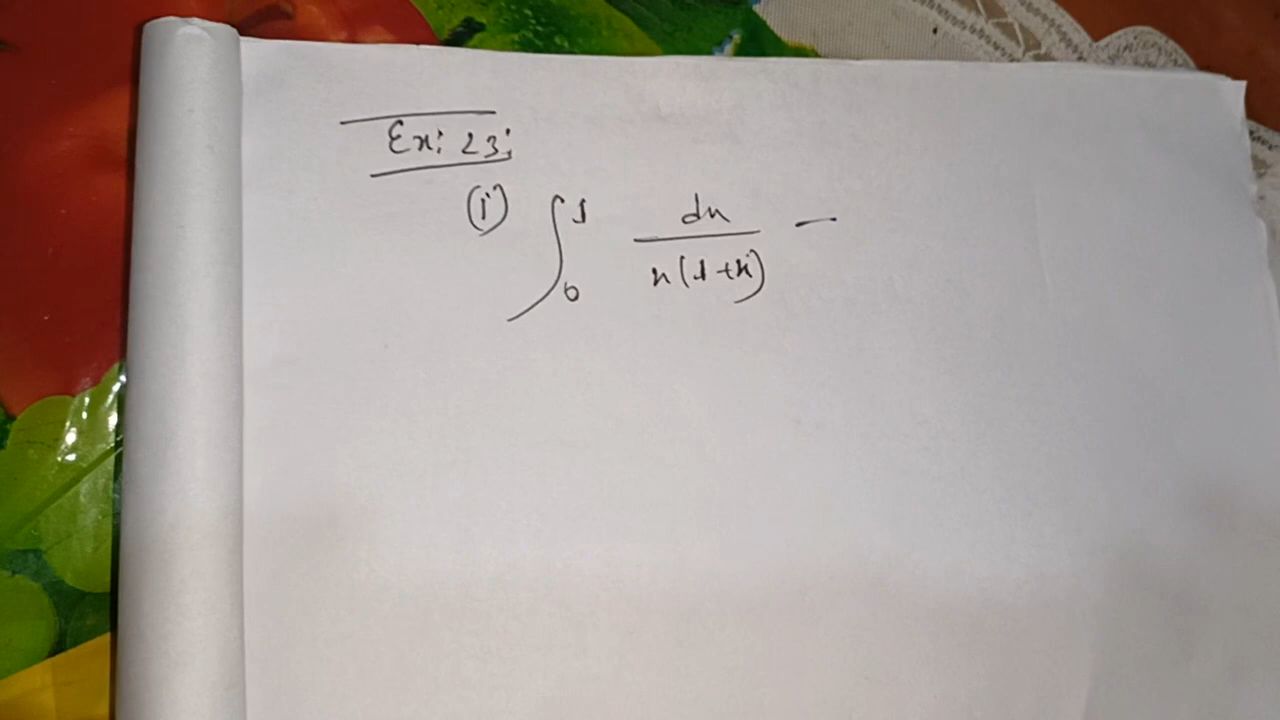 Ex: 23:
(i) ∫₀¹ dx / x(1+x) –